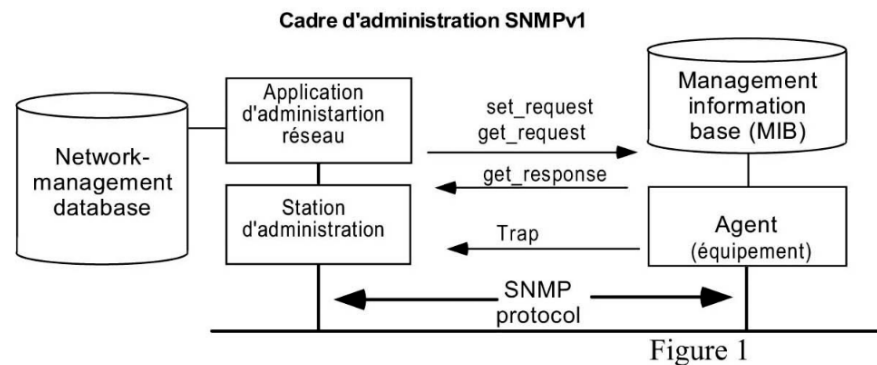 Cadre d'administration SNMPv1
Network-
management
database
Application
d'administartion
réseau
Station
d'administration
set_request
get_request
get_response
Trap
SNMP
protocol
Management
information
base (MIB)
Agent
(équipement)
Figure 1